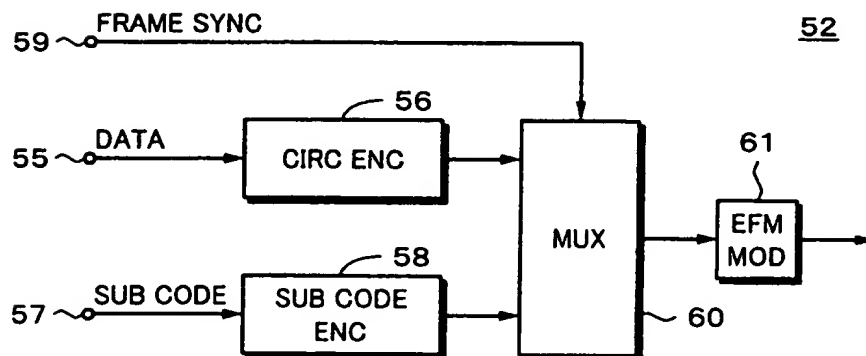 FRAME SYNC
59
52
56
DATA
55
CIRC ENC
61
MUX
EFM
MOD
58
SUB CODE
57
SUB CODE
ENC
60